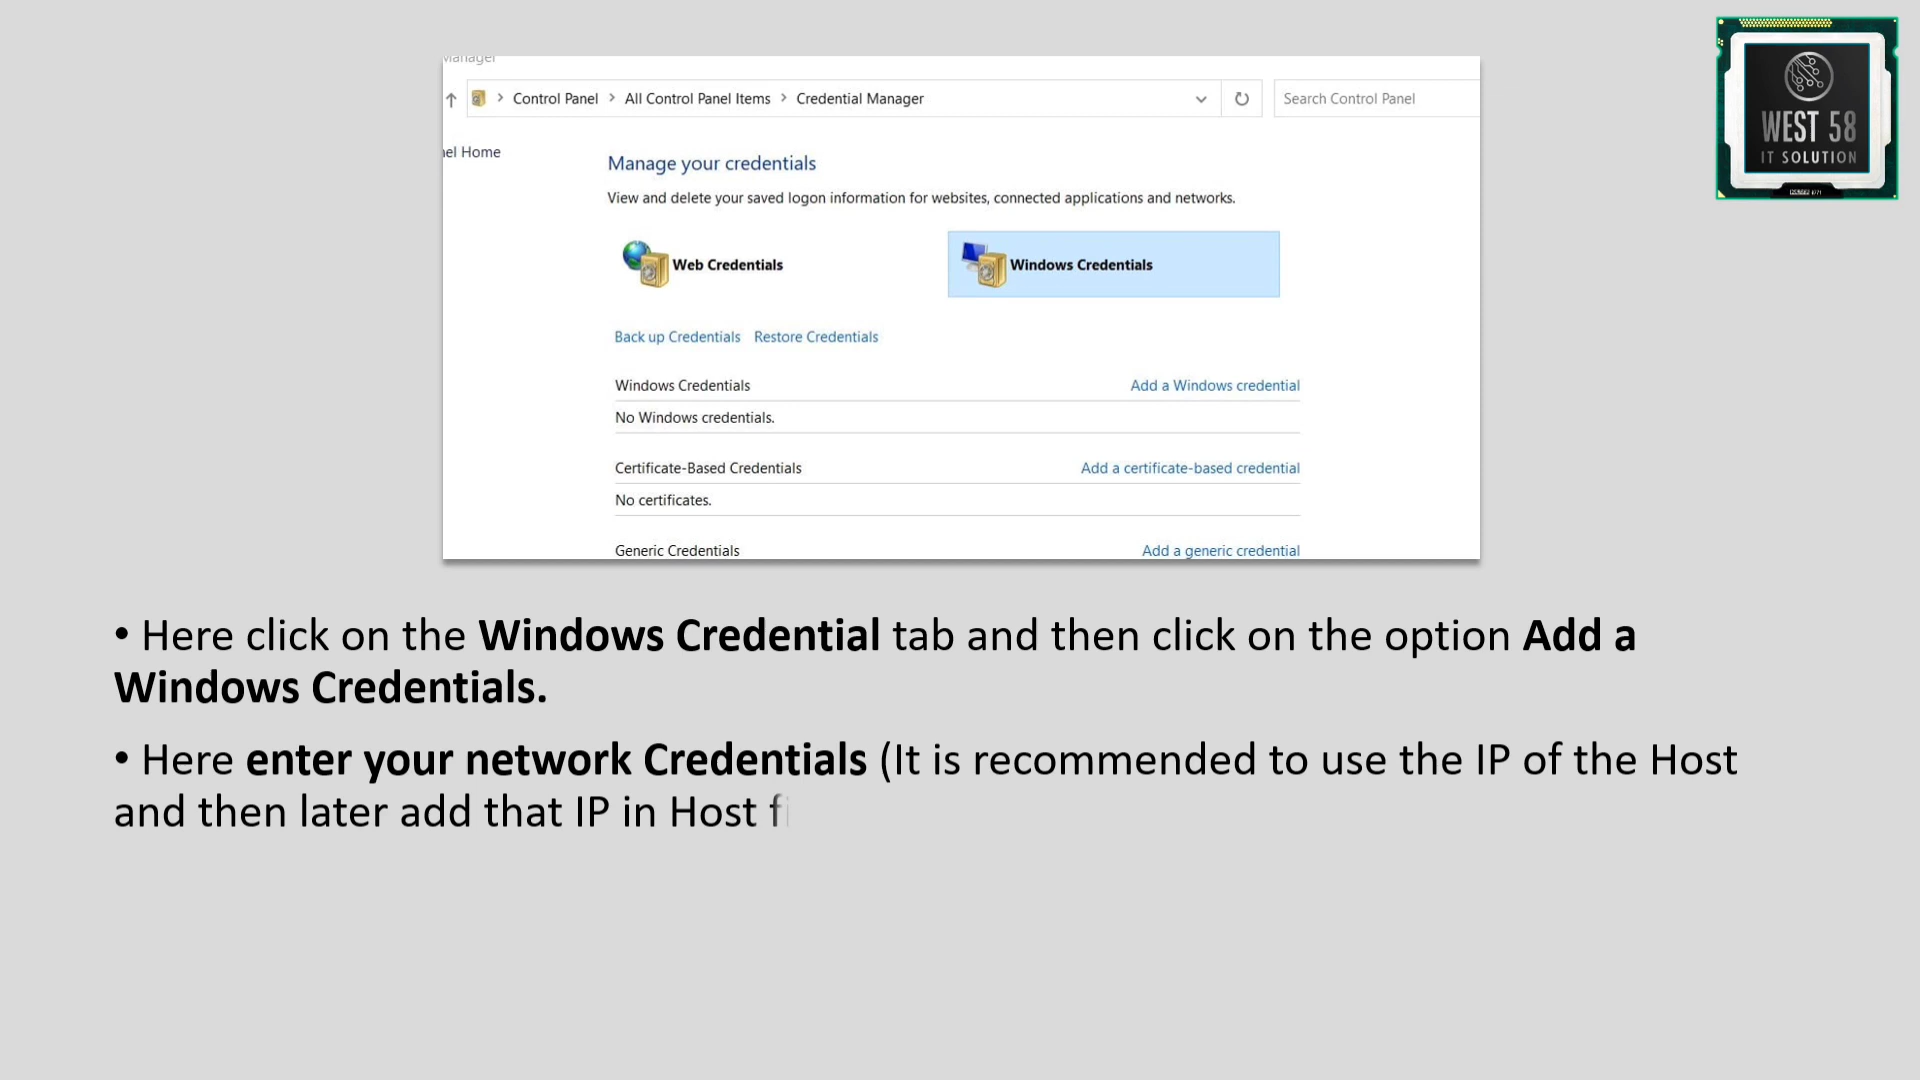 Control Panel > All Control Panel Items > Credential Manager
Search Control Panel
Home
Manage your credentials
View and delete your saved logon information for websites, connected applications and networks.
Web Credentials
Windows Credentials
Back up Credentials Restore Credentials
Windows Credentials Add a Windows credential
No Windows credentials.
Certificate-Based Credentials Add a certificate-based credential
No certificates.
Generic Credentials Add a generic credential
WEST 58
IT SOLUTION
• Here click on the Windows Credential tab and then click on the option Add a
Windows Credentials.
• Here enter your network Credentials (It is recommended to use the IP of the Host
and then later add that IP in Host